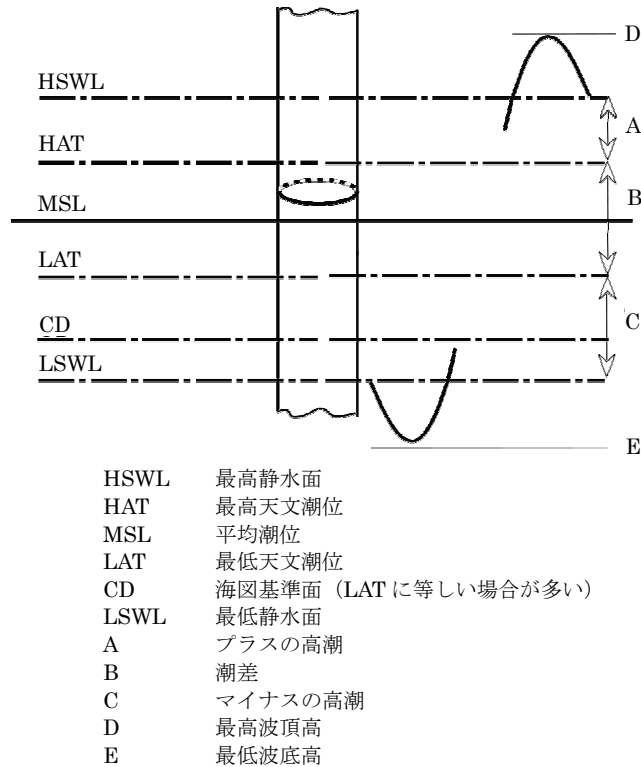 D
HSWL
A
HAT
B
MSL
LAT
C
CD
LSWL
E
HSWL 最高静水面
HAT 最高天文潮位
MSL 平均潮位
LAT 最低天文潮位
CD 海図基準面（LAT に等しい場合が多い）
LSWL 最低静水面
A プラスの高潮
B 潮差
C マイナスの高潮
D 最高波頂高
E 最低波底高